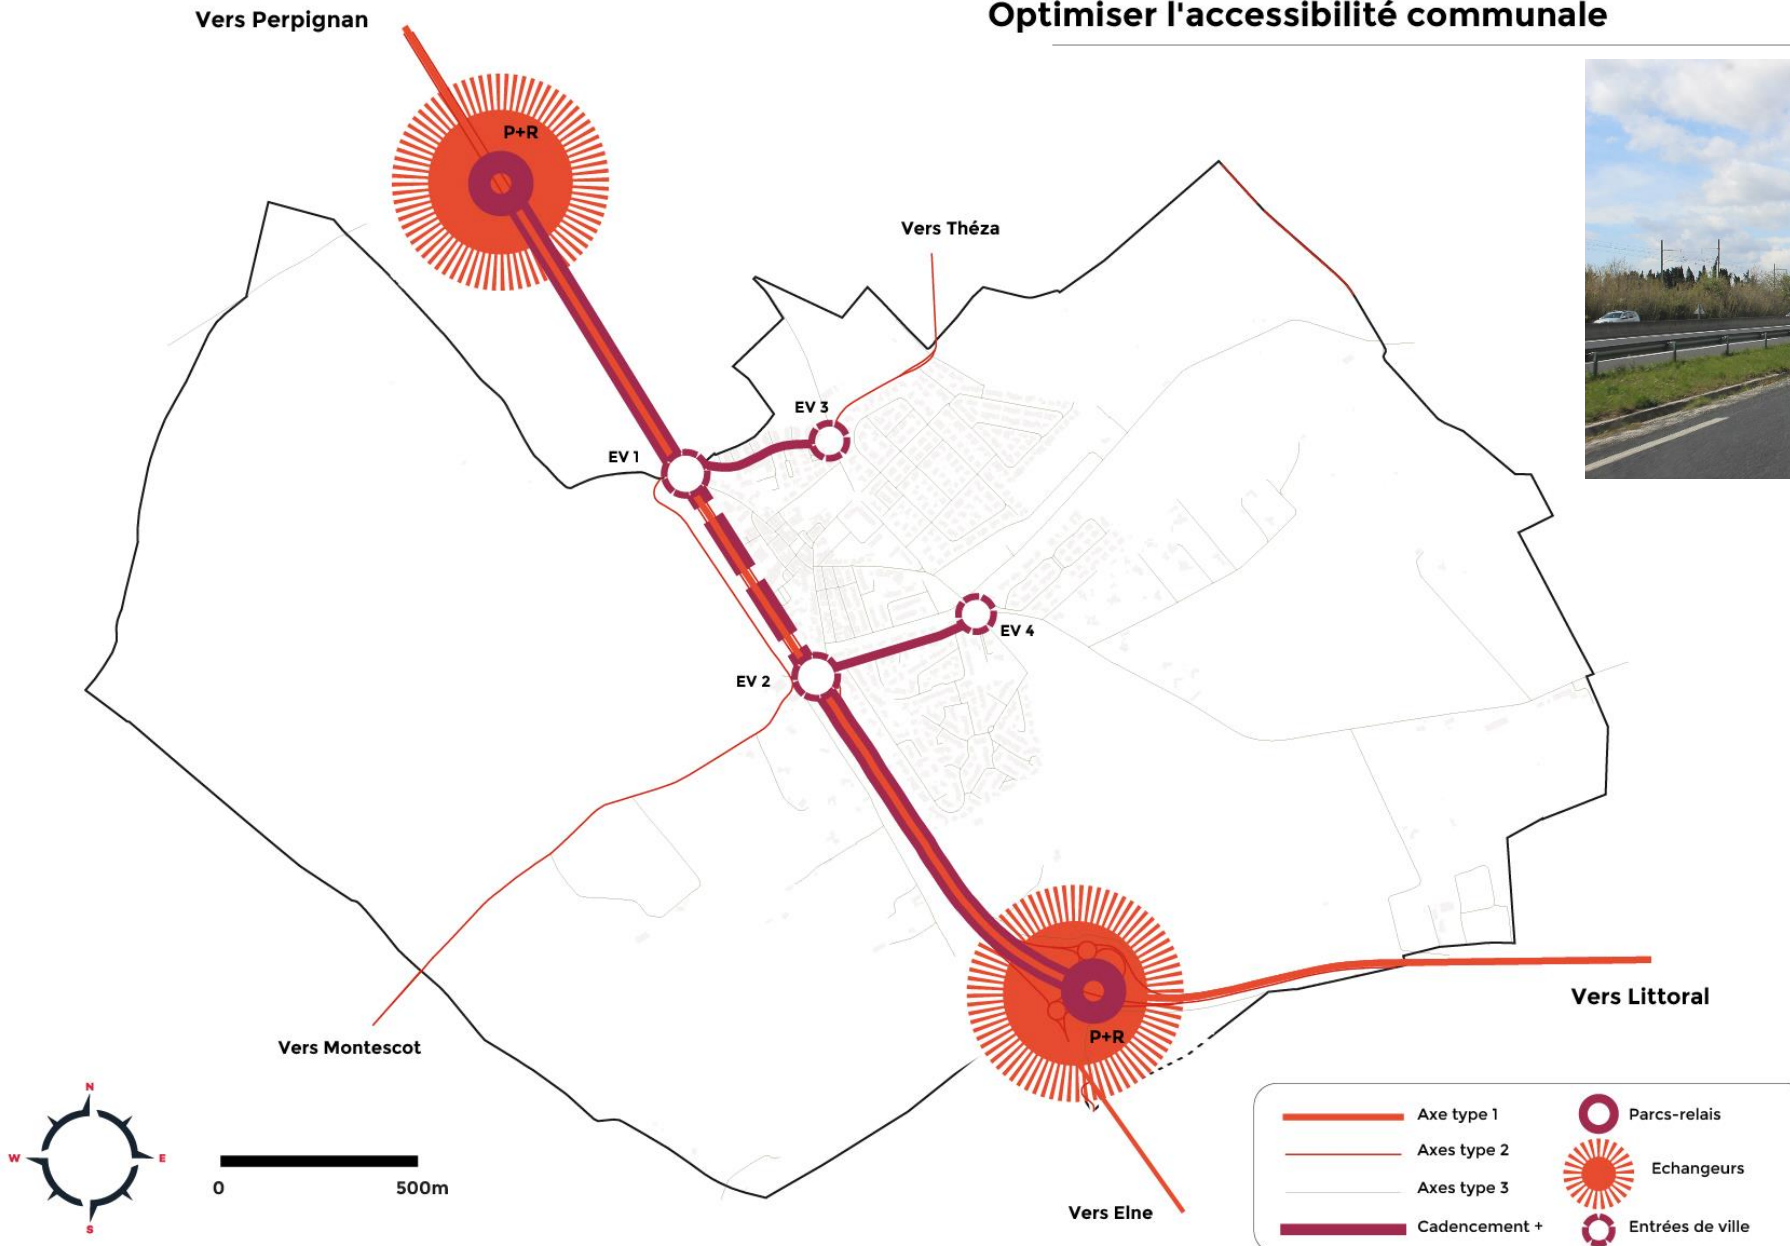 Optimiser l'accessibilité communale
Vers Perpignan
P+R
Vers Théza
EV 3
EV 1
EV 4
EV 2
Vers Littoral
P+R
Vers Montescot
Vers Elne
N
W
E
S
0
500m
Axe type 1
Axes type 2
Axes type 3
Cadencement +
Parcs-relais
Echangeurs
Entrées de ville